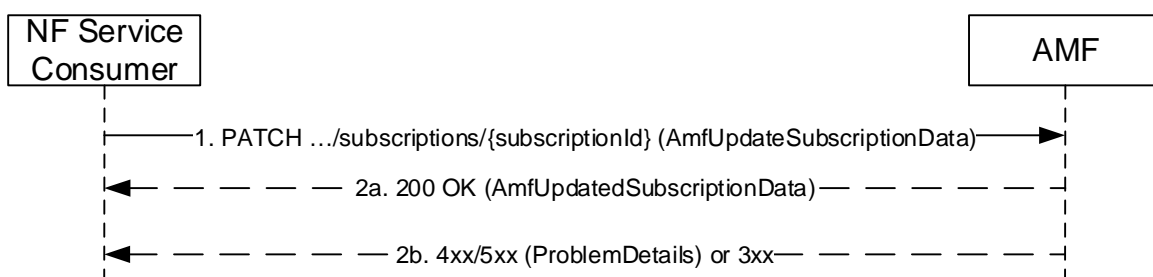 NF Service
Consumer
AMF
1. PATCH …/subscriptions/{subscriptionId} (AmfUpdateSubscriptionData)
2a. 200 OK (AmfUpdatedSubscriptionData)
2b. 4xx/5xx (ProblemDetails) or 3xx